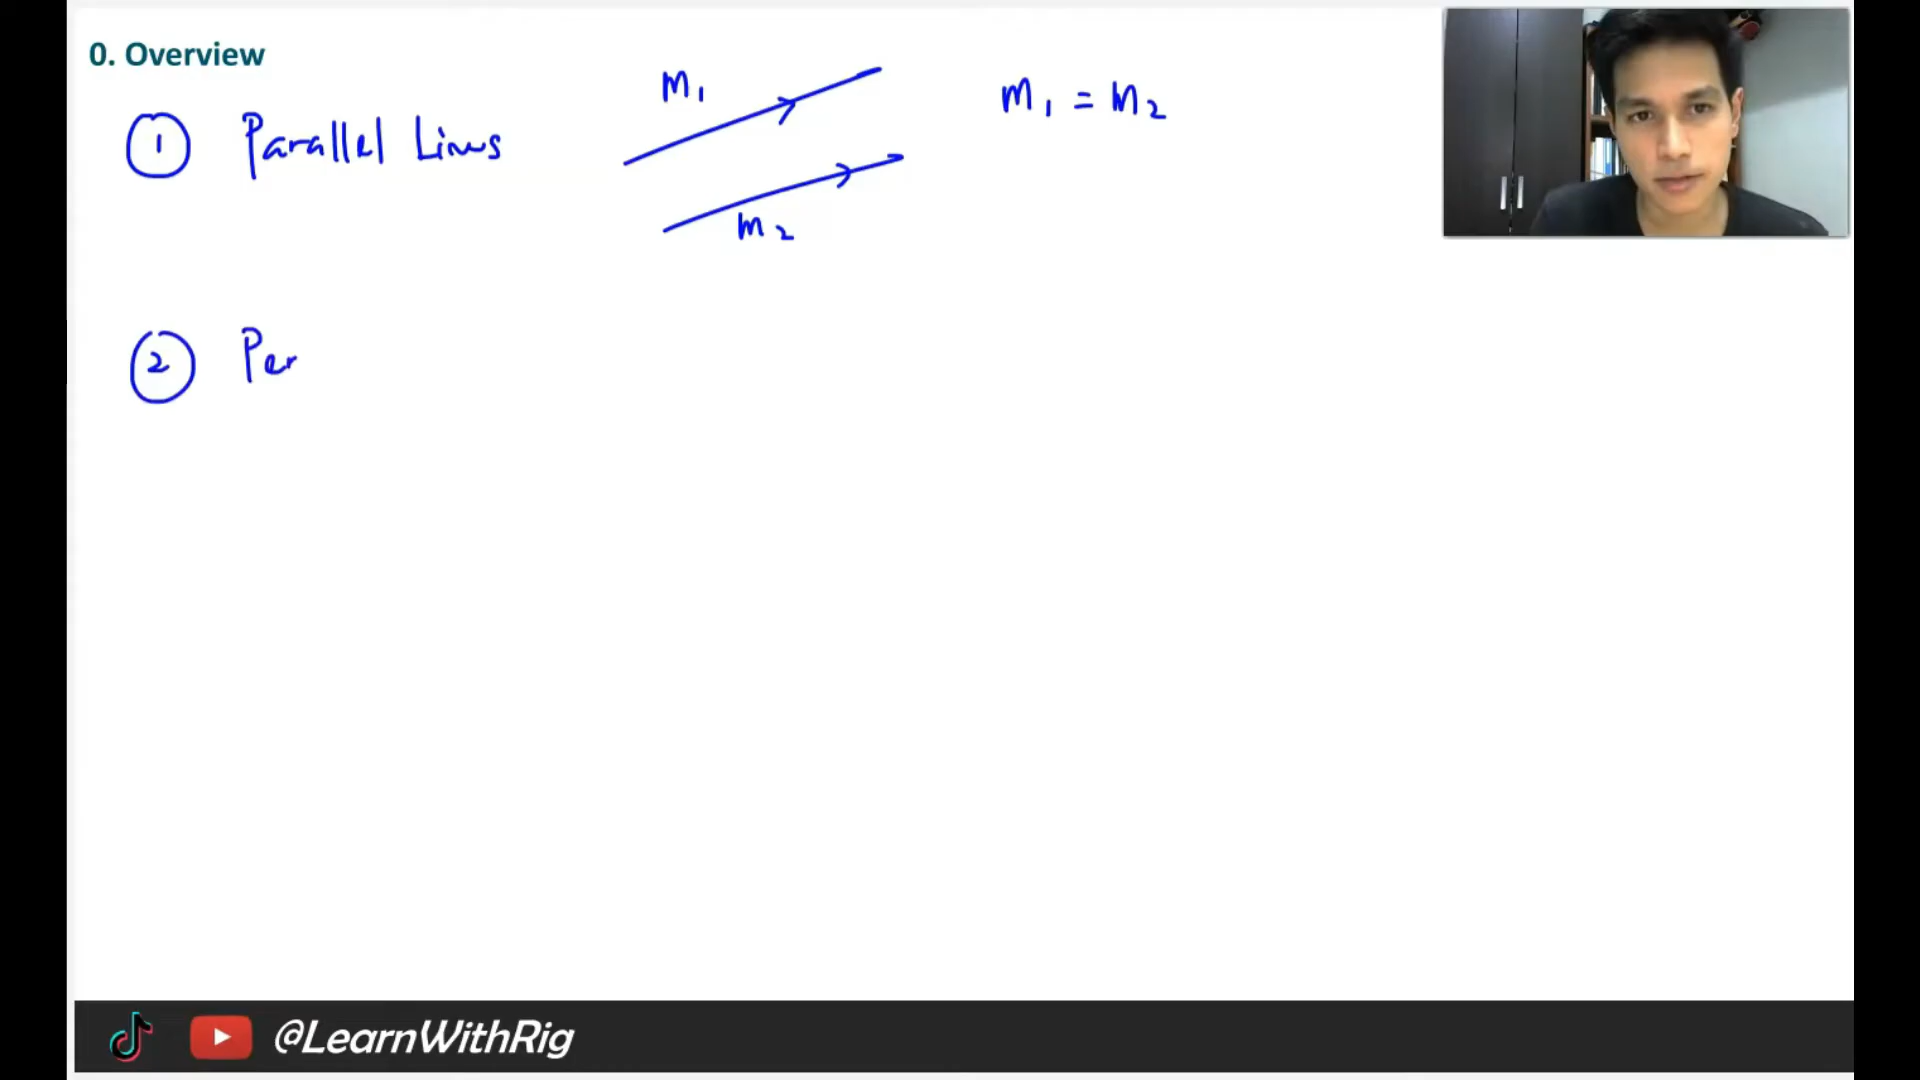 0. Overview
1 Parallel Lines
m1
m1 = m2
m2
2 Per
@LearnWithRig